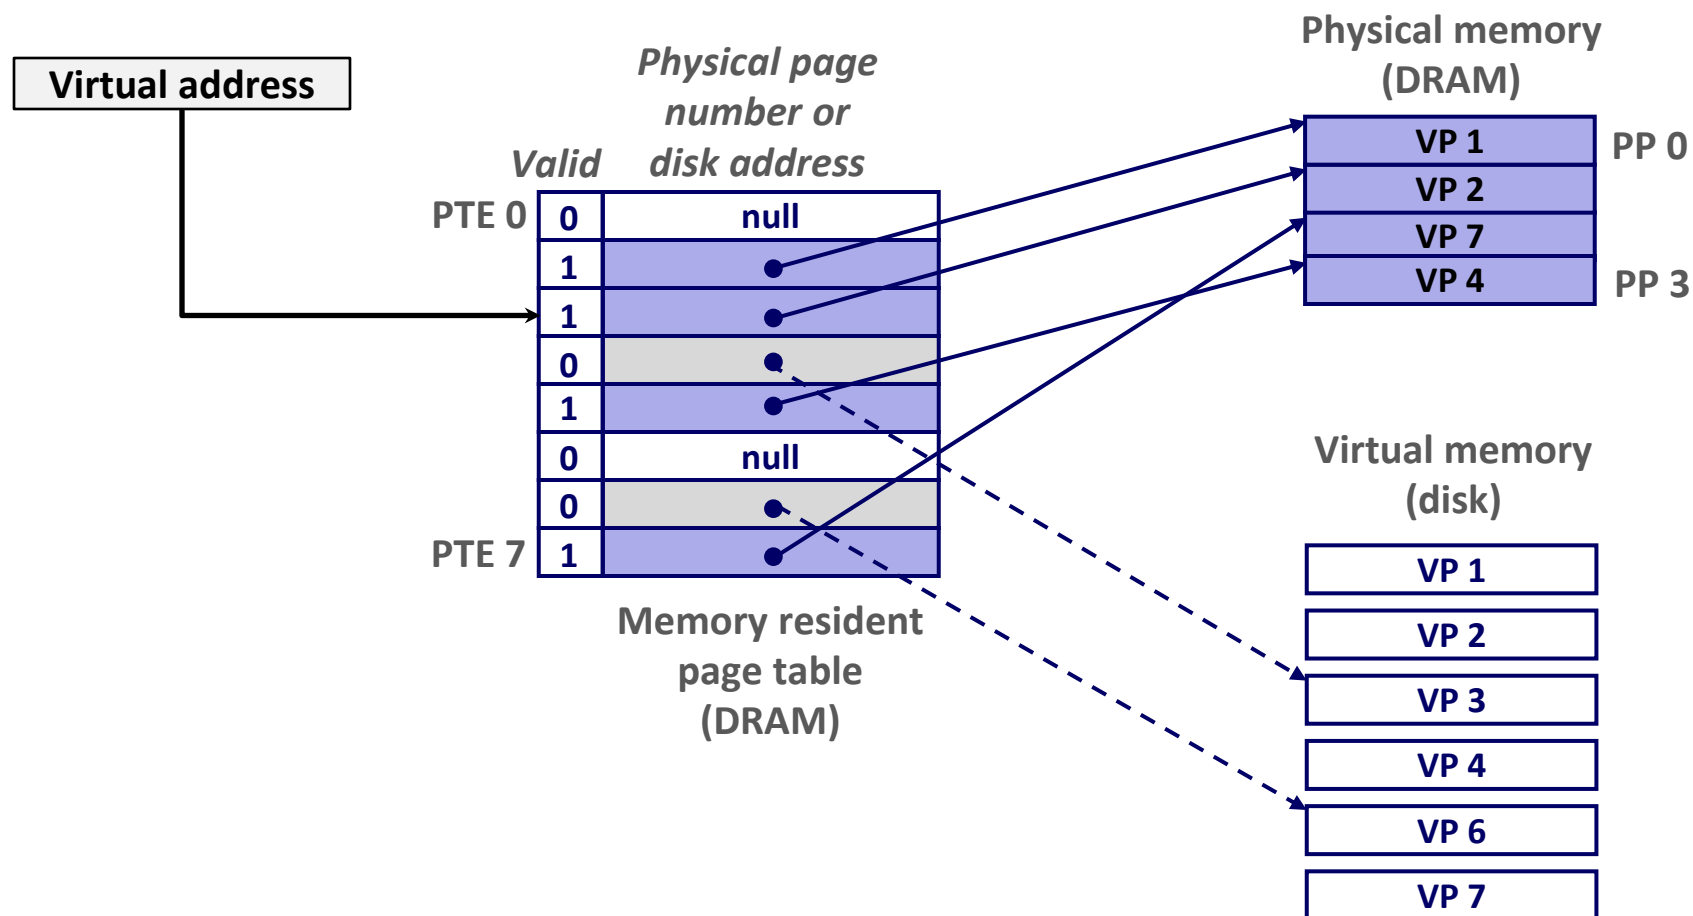 Virtual address
Physical page
number or
disk address
Valid
PTE 0
0
null
1
1
0
1
0
null
0
PTE 7
1
Memory resident
page table
(DRAM)
Physical memory
(DRAM)
VP 1
PP 0
VP 2
VP 7
VP 4
PP 3
Virtual memory
(disk)
VP 1
VP 2
VP 3
VP 4
VP 6
VP 7